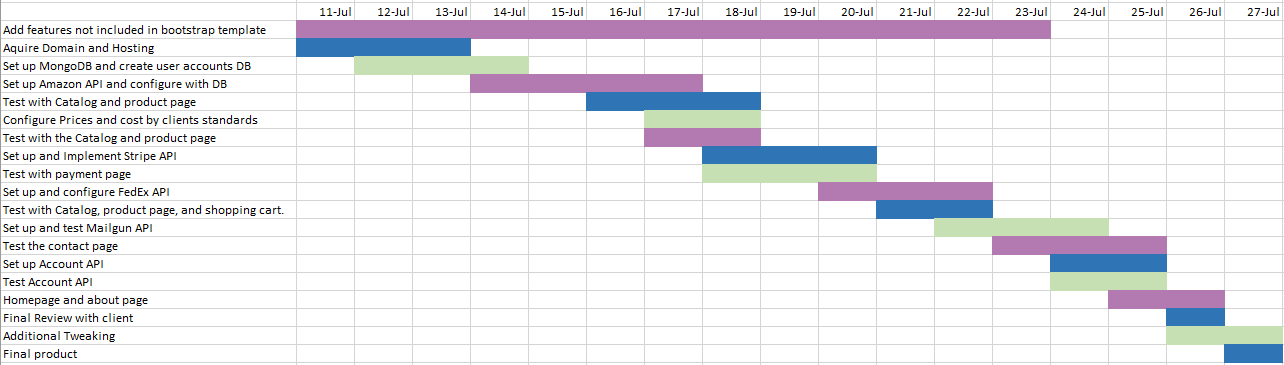 11-Jul 12-Jul 13-Jul 14-Jul 15-Jul 16-Jul 17-Jul 18-Jul 19-Jul 20-Jul 21-Jul 22-Jul 23-Jul 24-Jul 25-Jul 26-Jul 27-Jul
Add features not included in bootstrap template
Aquire Domain and Hosting
Set up MongoDB and create user accounts DB
Set up Amazon API and configure with DB
Test with Catalog and product page
Configure Prices and cost by clients standards
Test with the Catalog and product page
Set up and Implement Stripe API
Test with payment page
Set up and configure FedEx API
Test with Catalog, product page, and shopping cart.
Set up and test Mailgun API
Test the contact page
Set up Account API
Test Account API
Homepage and about page
Final Review with client
Additional Tweaking
Final product